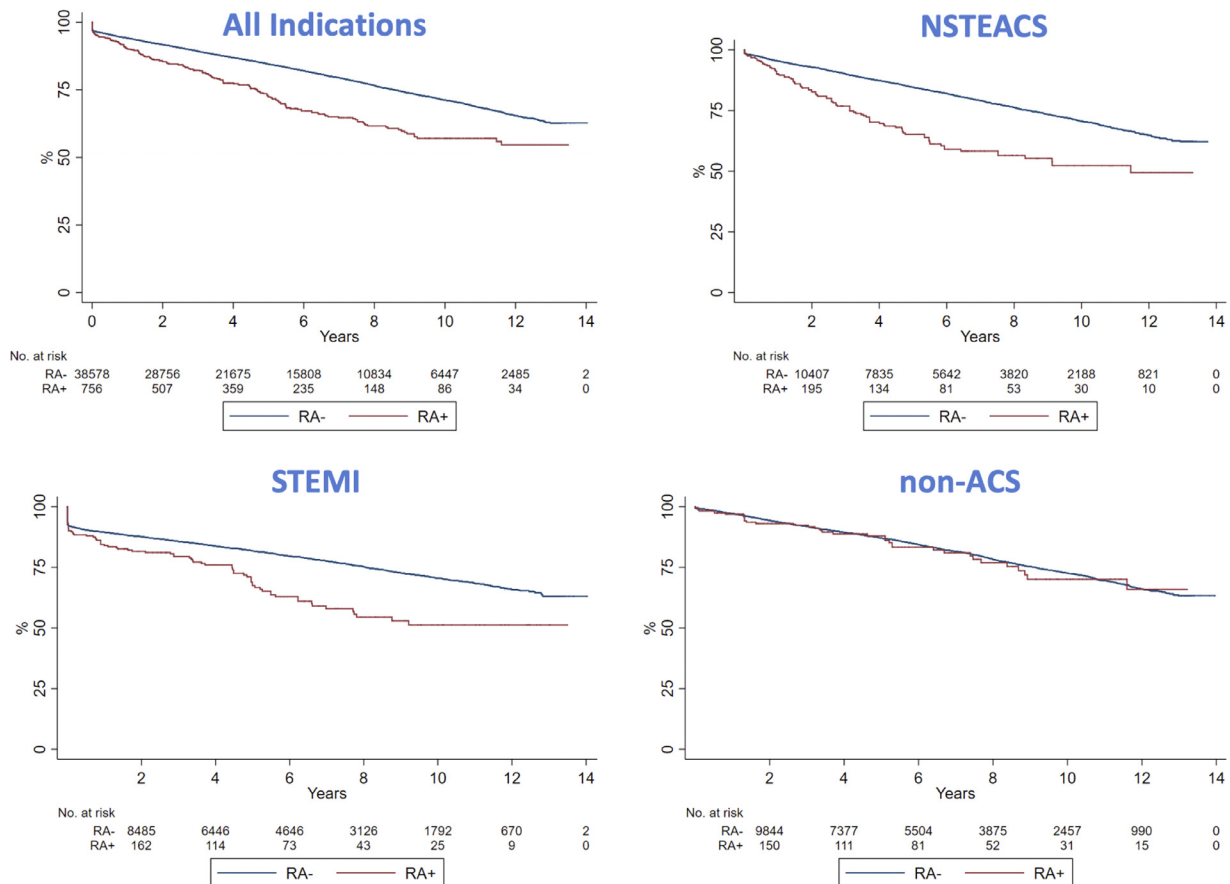 All Indications
100
75
50
25
0
%
0 2 4 6 8 10 12 14
Years
No. at risk
RA- 38578 28756 21675 15808 10834 6447 2485 2
RA+ 756 507 359 235 148 86 34 0
RA- RA+
NSTEACS
100
75
50
25
0
%
2 4 6 8 10 12 14
Years
No. at risk
RA- 10407 7835 5642 3820 2188 821 0
RA+ 195 134 81 53 30 10 0
RA- RA+
STEMI
100
75
50
25
0
%
2 4 6 8 10 12 14
Years
No. at risk
RA- 8485 6446 4646 3126 1792 670 2
RA+ 162 114 73 43 25 9 0
RA- RA+
non-ACS
100
75
50
25
0
%
2 4 6 8 10 12 14
Years
No. at risk
RA- 9844 7377 5504 3875 2457 990 0
RA+ 150 111 81 52 31 15 0
RA- RA+